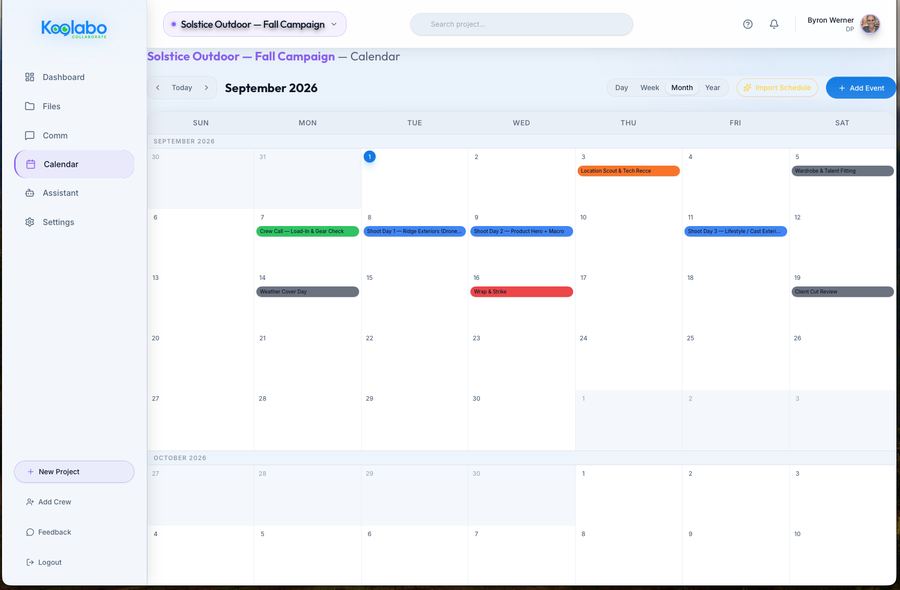 Koolabo
COLLABORATE
Solstice Outdoor — Fall Campaign
Search project...
Byron Werner
DP
Dashboard
Files
Comm
Calendar
Assistant
Settings
New Project
Add Crew
Feedback
Logout
Solstice Outdoor — Fall Campaign — Calendar
Today
September 2026
Day Week Month Year
Import Schedule
+ Add Event
SUN MON TUE WED THU FRI SAT
SEPTEMBER 2026
30 31 1 2 3 4 5
Location Scout & Tech Recce
Wardrobe & Talent Fitting
6 7 8 9 10 11 12
Crew Call — Load-In & Gear Check
Shoot Day 1 — Ridge Exteriors (Drone...
Shoot Day 2 — Product Hero + Macro
Shoot Day 3 — Lifestyle / Cast Exteri...
13 14 15 16 17 18 19
Weather Cover Day
Wrap & Strike
Client Cut Review
20 21 22 23 24 25 26
27 28 29 30 1 2 3
OCTOBER 2026
27 28 29 30 1 2 3
4 5 6 7 8 9 10